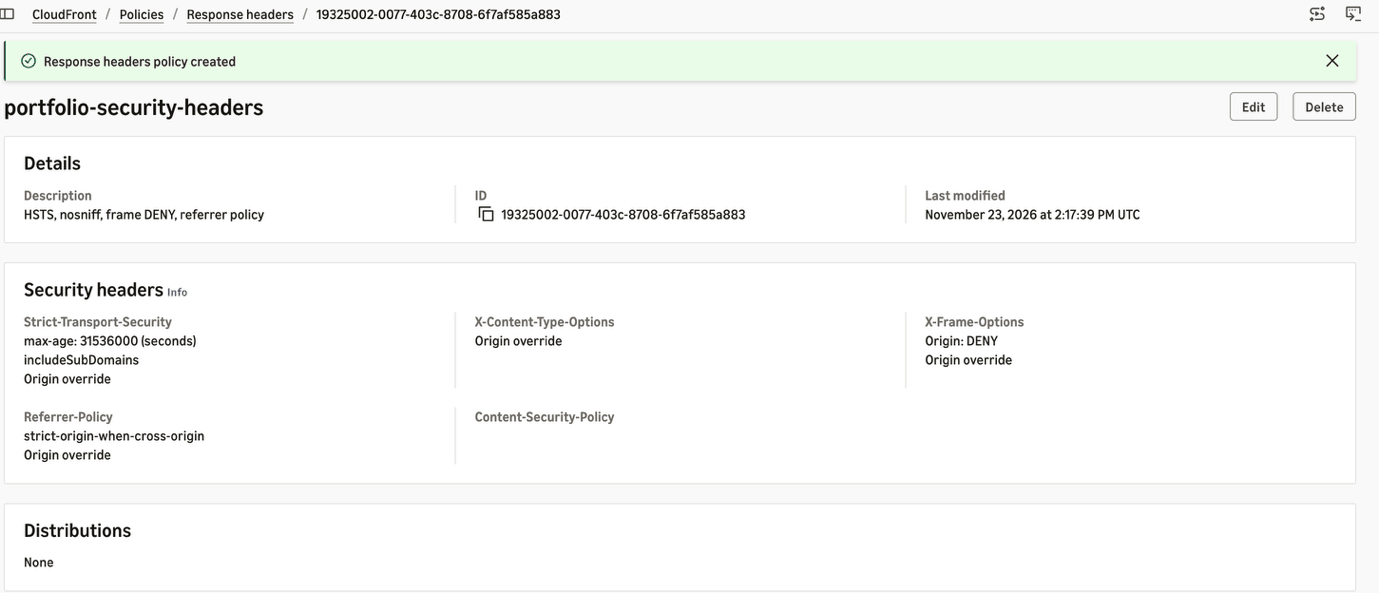 CloudFront / Policies / Response headers / 19325002-0077-403c-8708-6f7af585a883
Response headers policy created
portfolio-security-headers
Edit
Delete
Details
Description
HSTS, nosniff, frame DENY, referrer policy
ID
19325002-0077-403c-8708-6f7af585a883
Last modified
November 23, 2026 at 2:17:39 PM UTC
Security headers Info
Strict-Transport-Security
max-age: 31536000 (seconds)
includeSubDomains
Origin override
X-Content-Type-Options
Origin override
X-Frame-Options
Origin: DENY
Origin override
Referrer-Policy
strict-origin-when-cross-origin
Origin override
Content-Security-Policy
Distributions
None